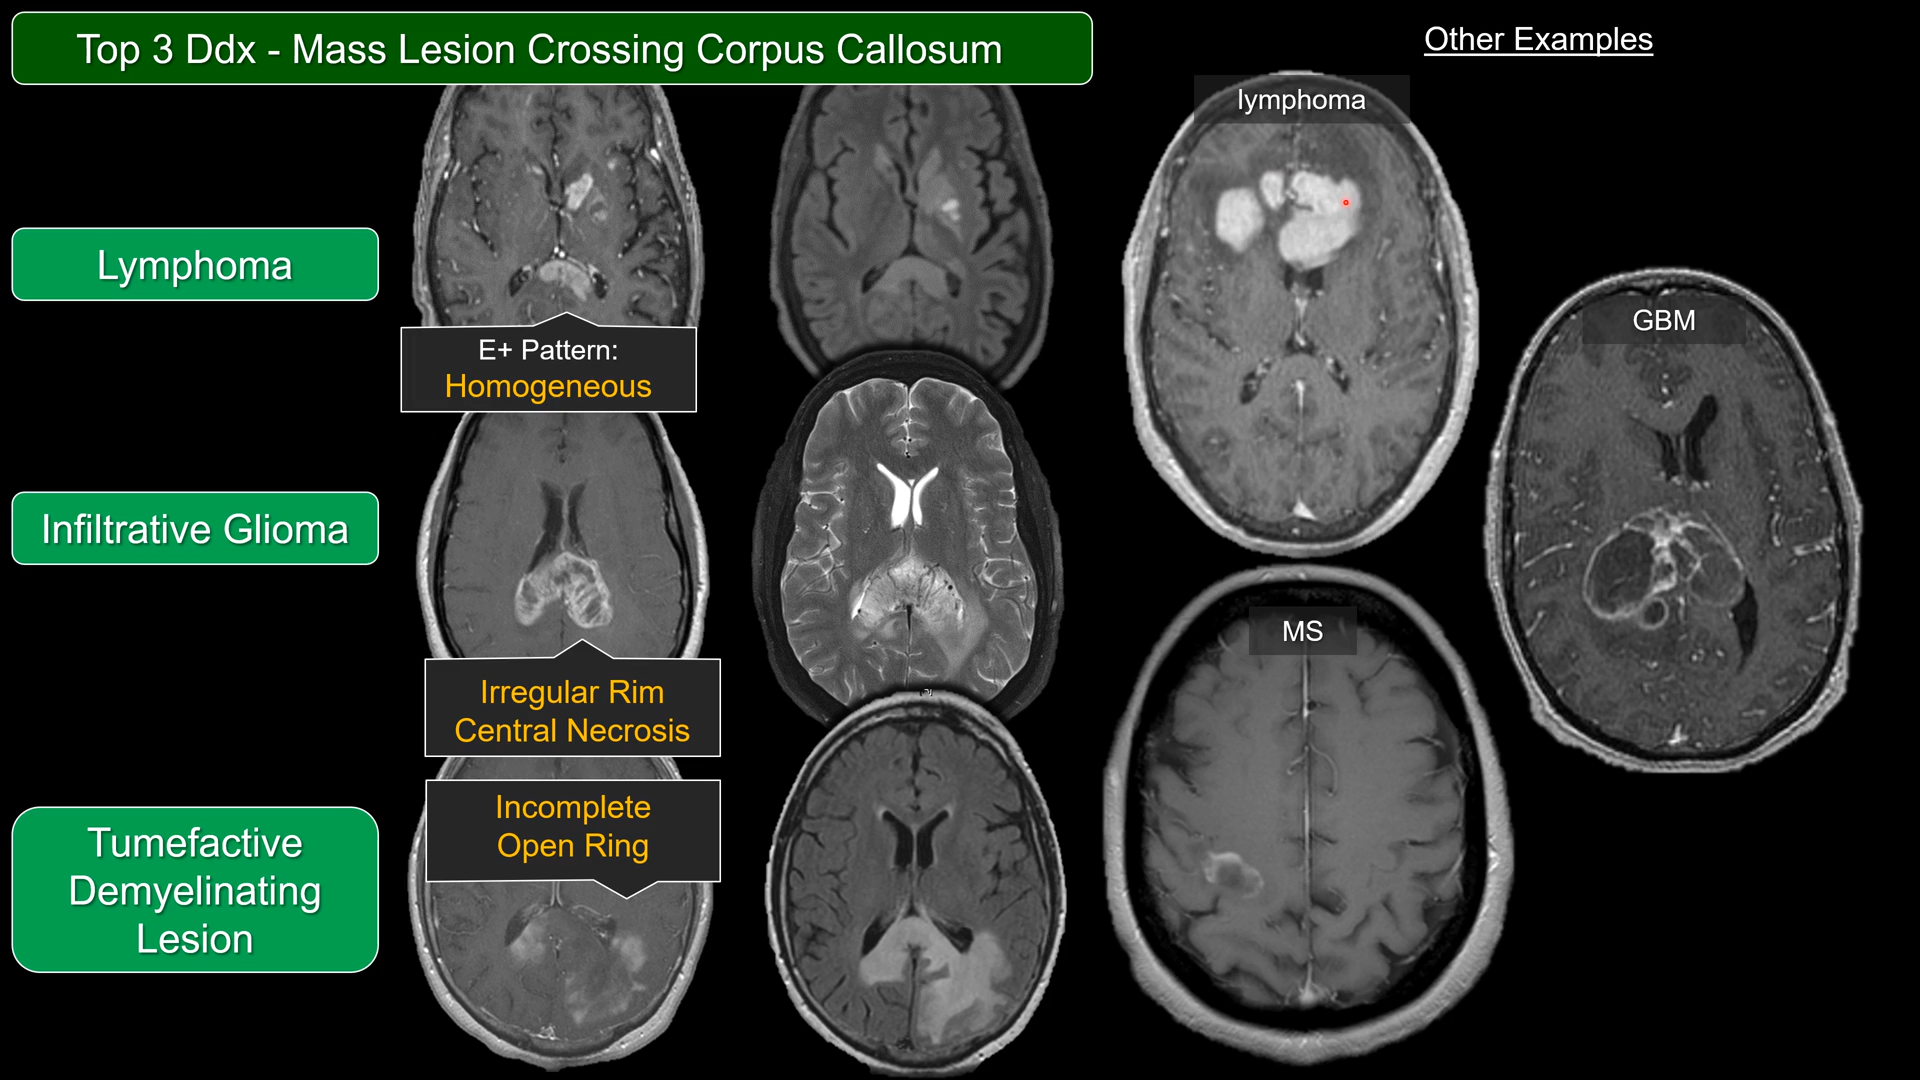 Top 3 Ddx - Mass Lesion Crossing Corpus Callosum
Other Examples
lymphoma
Lymphoma
E+ Pattern:
Homogeneous
GBM
Infiltrative Glioma
Irregular Rim
Central Necrosis
MS
Tumefactive
Demyelinating
Lesion
Incomplete
Open Ring